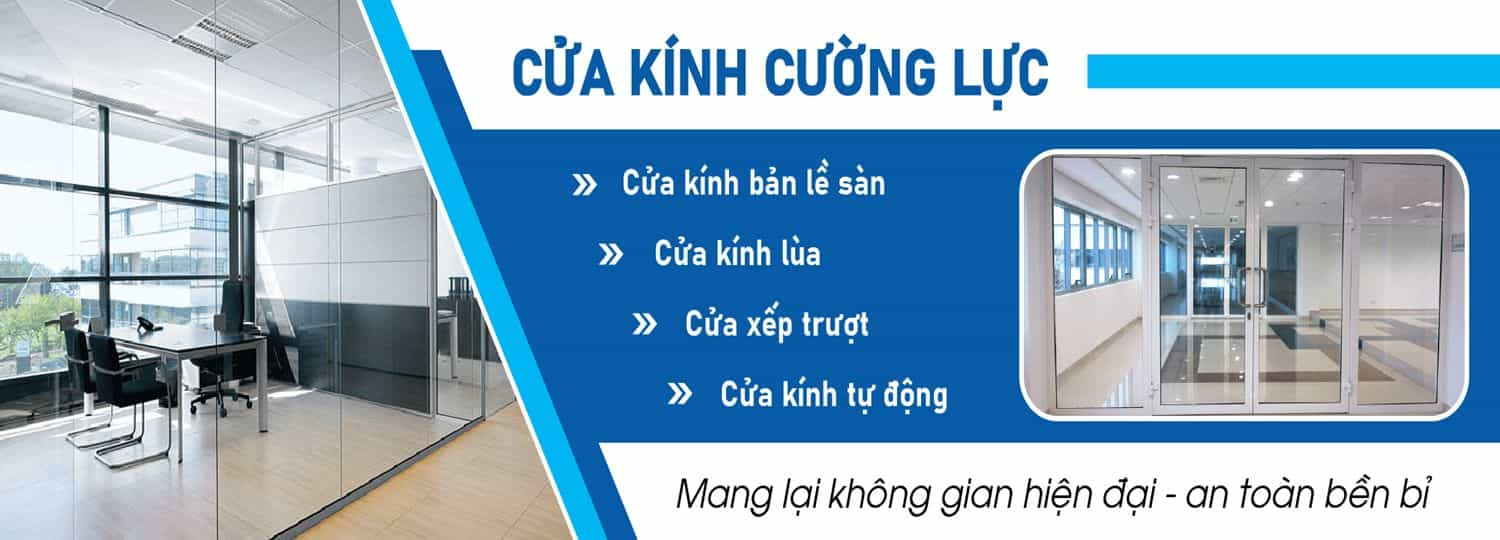 CỬA KÍNH CƯỜNG LỰC
Cửa kính bản lề sàn
Cửa kính lùa
Cửa xếp trượt
Cửa kính tự động
Mang lại không gian hiện đại - an toàn bền bỉ